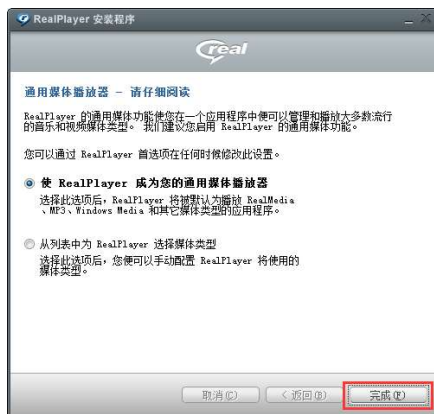 RealPlayer 安装程序
real
通用媒体播放器 - 请仔细阅读
RealPlayer 的通用媒体功能使您在一个应用程序中便可以管理和播放大多数流行
的音乐和视频媒体类型。 我们建议您启用 RealPlayer 的通用媒体功能。
您可以通过 RealPlayer 首选项在任何时候修改此设置。
使 RealPlayer 成为您的通用媒体播放器
选择此选项后，RealPlayer 将被默认为播放 RealMedia
、MP3、Windows Media 和其它媒体类型的应用程序。
从列表中为 RealPlayer 选择媒体类型
选择此选项后，您便可以手动配置 RealPlayer 将使用的
媒体类型。
取消(C) < 返回(B) 完成(F)